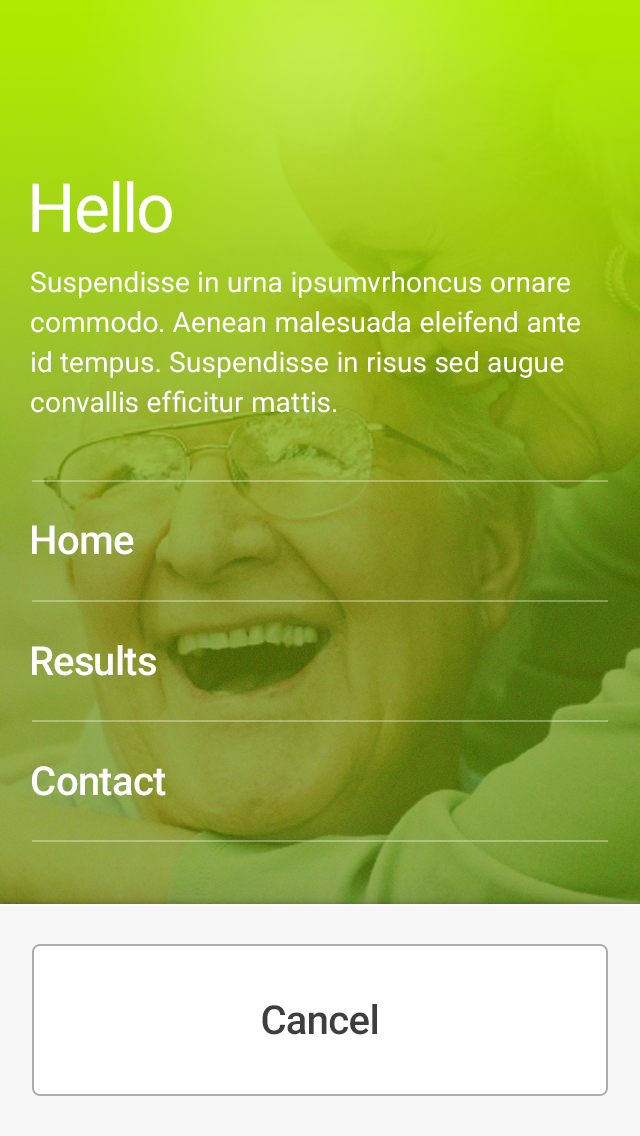 Hello
Suspendisse in urna ipsumvrhoncus ornare
commodo. Aenean malesuada eleifend ante
id tempus. Suspendisse in risus sed augue
convallis efficitur mattis.
Home
Results
Contact
Cancel